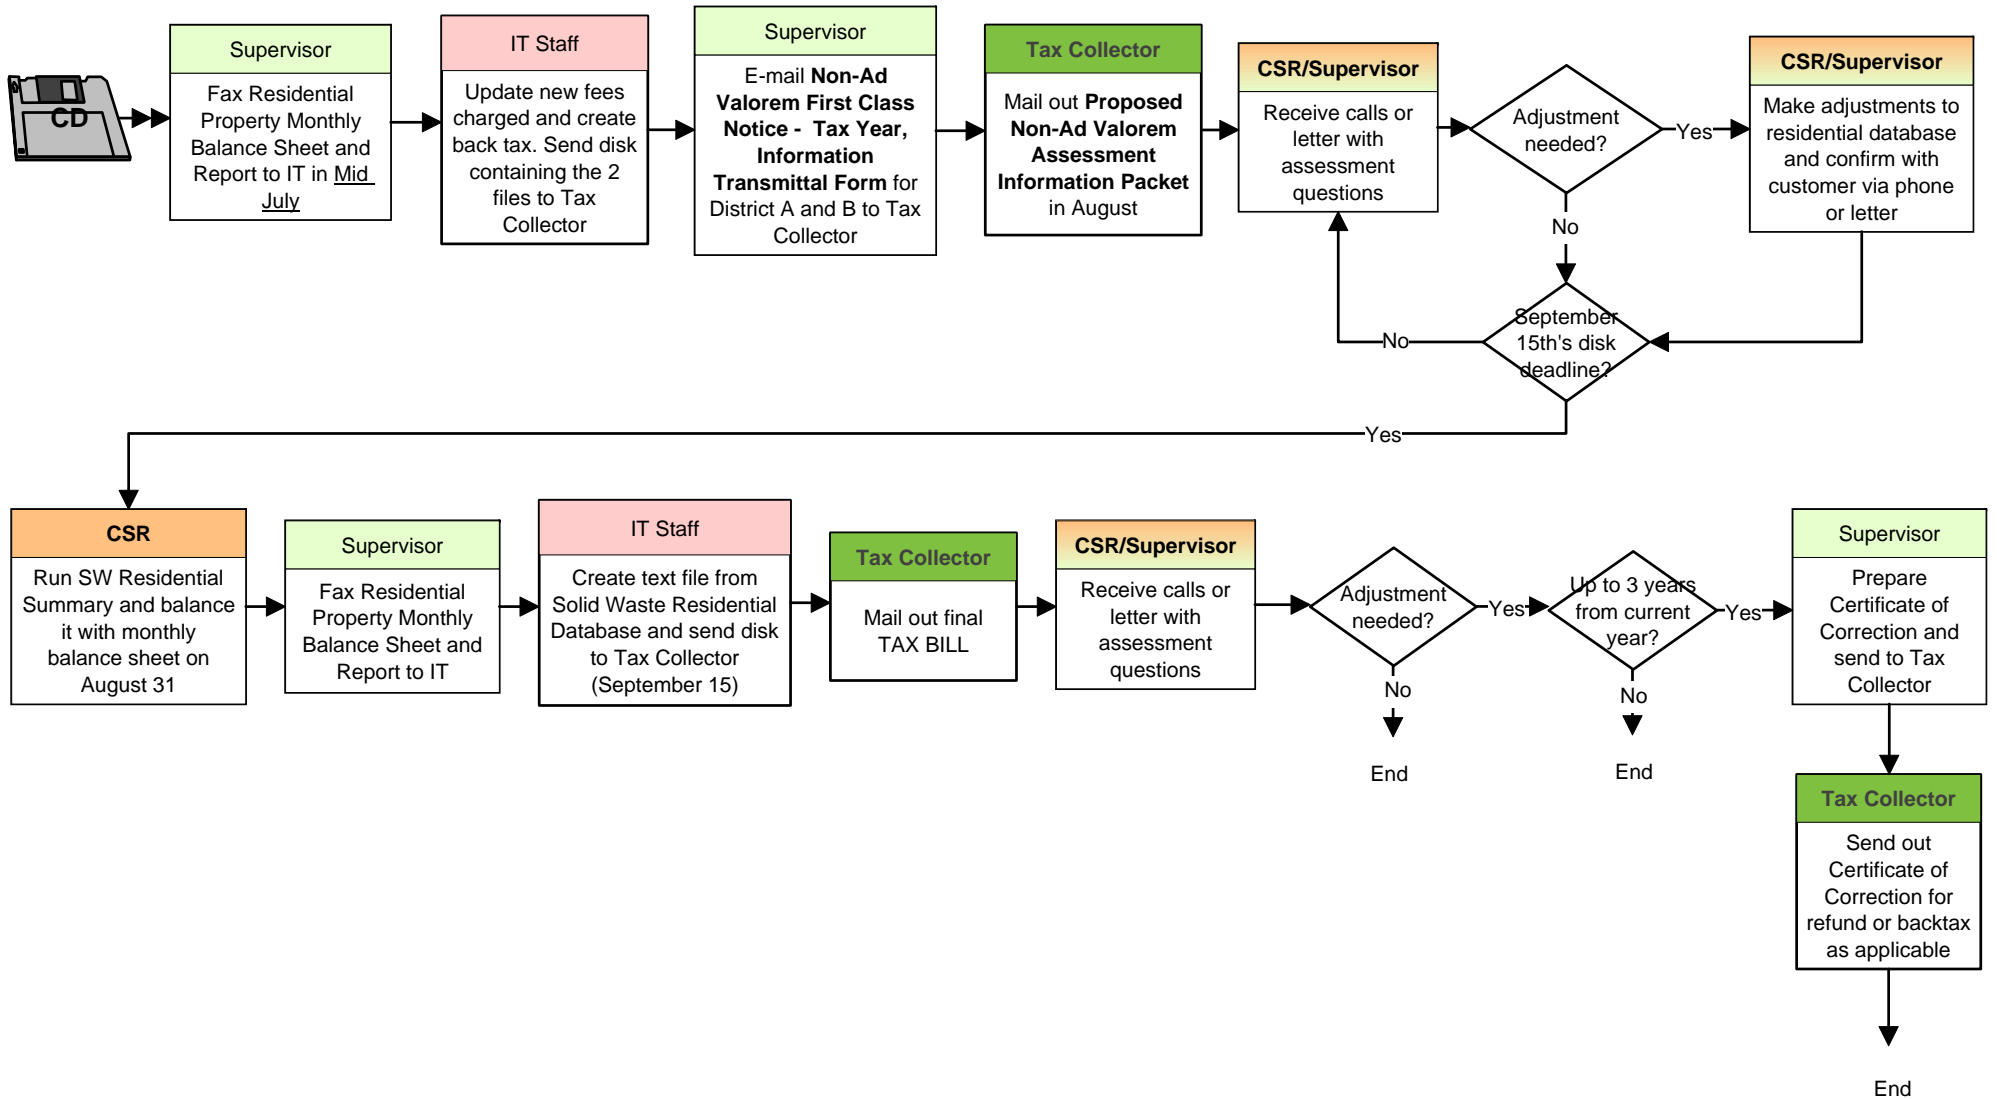 CD
Supervisor
Fax Residential
Property Monthly
Balance Sheet and
Report to IT in Mid
July
IT Staff
Update new fees
charged and create
back tax. Send disk
containing the 2
files to Tax
Collector
Supervisor
E-mail Non-Ad
Valorem First Class
Notice - Tax Year,
Information
Transmittal Form for
District A and B to Tax
Collector
Tax Collector
Mail out Proposed
Non-Ad Valorem
Assessment
Information Packet
in August
CSR/Supervisor
Receive calls or
letter with
assessment
questions
Adjustment
needed?
Yes
No
CSR/Supervisor
Make adjustments to
residential database
and confirm with
customer via phone
or letter
September
15th's disk
deadline?
No
Yes
CSR
Run SW Residential
Summary and balance
it with monthly
balance sheet on
August 31
Supervisor
Fax Residential
Property Monthly
Balance Sheet and
Report to IT
IT Staff
Create text file from
Solid Waste Residential
Database and send disk
to Tax Collector
(September 15)
Tax Collector
Mail out final
TAX BILL
CSR/Supervisor
Receive calls or
letter with
assessment
questions
Adjustment
needed?
Yes
No
End
Up to 3 years
from current
year?
Yes
No
End
Supervisor
Prepare
Certificate of
Correction and
send to Tax
Collector
Tax Collector
Send out
Certificate of
Correction for
refund or backtax
as applicable
End